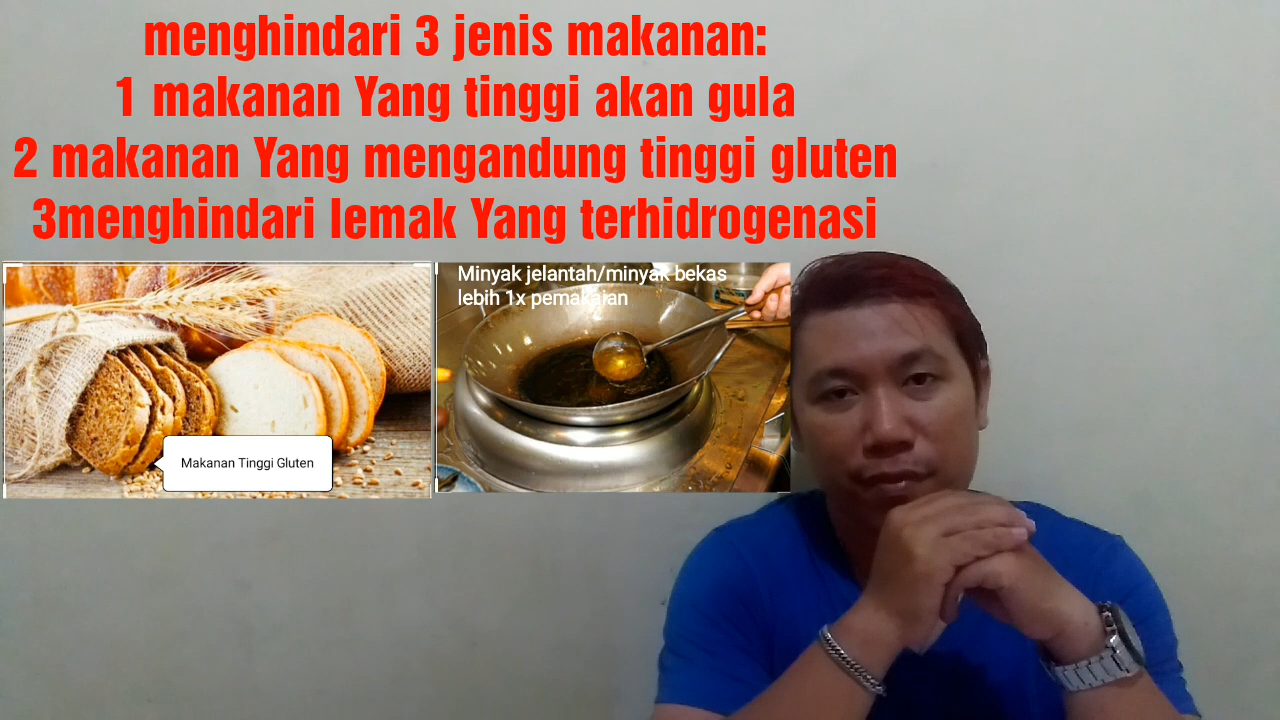 menghindari 3 jenis makanan:
1 makanan Yang tinggi akan gula
2 makanan Yang mengandung tinggi gluten
3menghindari lemak Yang terhidrogenasi
Minyak jelantah/minyak bekas
lebih 1x pemakaian
Makanan Tinggi Gluten